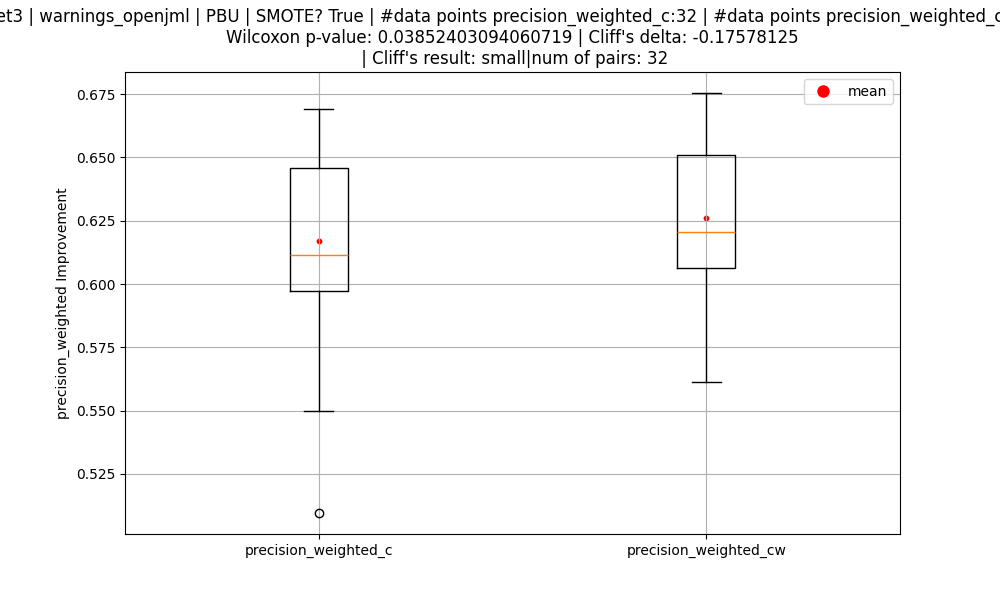 | warnings_openjml | PBU | SMOTE? True | #data points precision_weighted_c:32 | #data points
Wilcoxon p-value: 0.03852403094060719 | Cliff's delta: -0.17578125
| Cliff's result: small|num of pairs: 32
mean
0.675
0.650
0.625
0.600
0.575
0.550
0.525
precision_weighted Improvement
precision_weighted_c
precision_weighted_cw